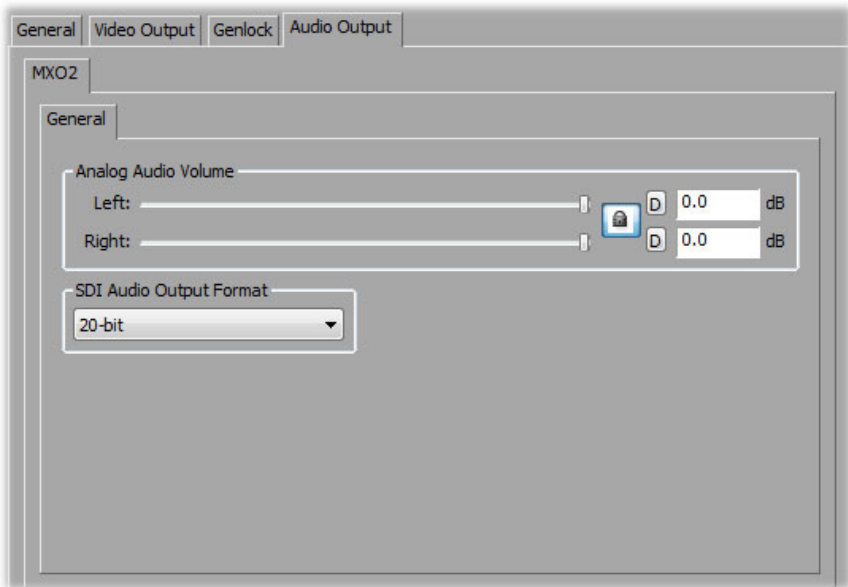 General Video Output Genlock Audio Output
MXO2
General
Analog Audio Volume
Left: D 0.0 dB
Right: D 0.0 dB
SDI Audio Output Format
20-bit